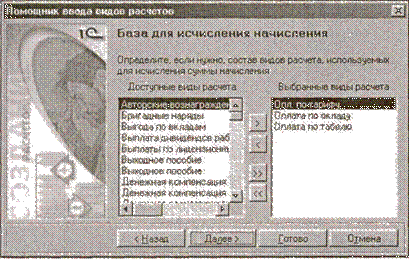 Помощник ввода видов расчетов
1С
База для исчисления начисления
Определите, если нужно, состав видов расчета, используемых
для исчисления суммы начисления
Доступные виды расчета
Выбранные виды расчета
Авторские вознагражден
Бригадные наряды
Выгода по вкладам
Выплата дивидендов раб
Выплаты по лицензионн
Выходное пособие
Выходное пособие
Денежная компенсация
Денежная компенсация
Опл. по
Оплата по окладу
Оплата по табелю
>
<
>>
<<
СОЗДАН
< Назад
Далее >
Готово
Отмена